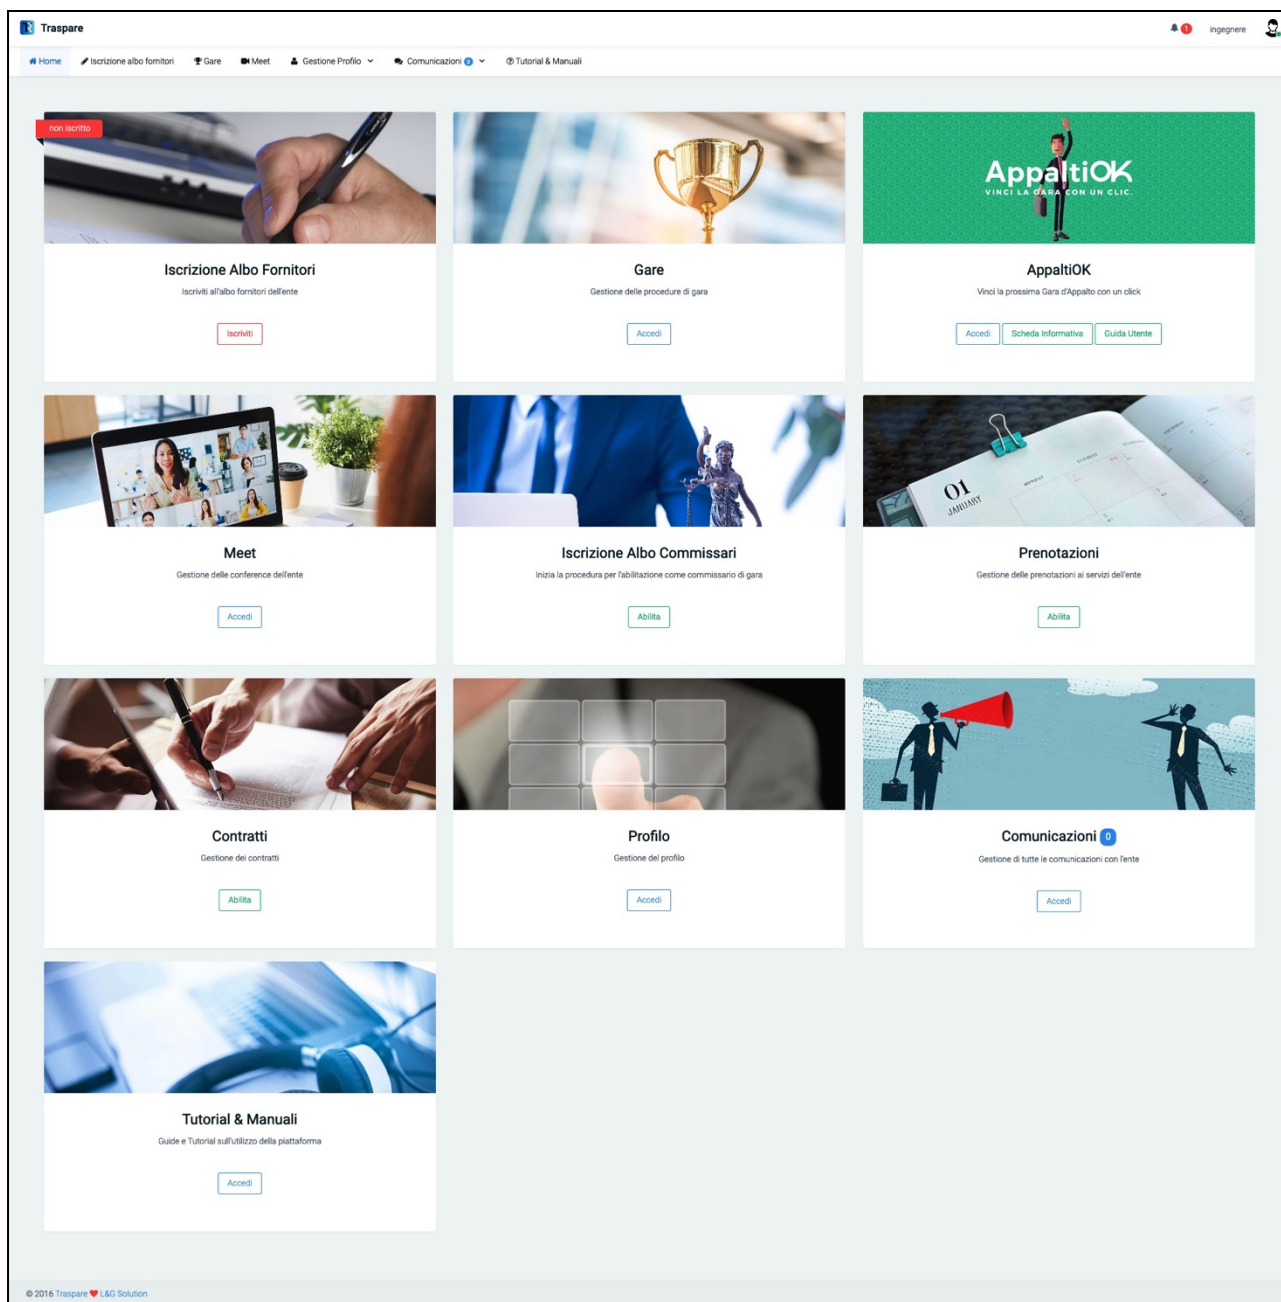 Traspare
1
ingegnere
Home
Iscrizione albo fornitori
Gare
Meet
Gestione Profilo
Comunicazioni 0
Tutorial & Manuali
non iscritto
Iscrizione Albo Fornitori
Iscriviti all'albo fornitori dell'ente
Iscriviti
Gare
Gestione delle procedure di gara
Accedi
AppaltiOK
VINCI LA GARA CON UN CLIC.
AppaltiOK
Vinci la prossima Gara d'Appalto con un click
Accedi
Scheda Informativa
Guida Utente
Meet
Gestione delle conference dell'ente
Accedi
Iscrizione Albo Commissari
Inizia la procedura per l'abilitazione come commissario di gara
Abilita
01
JANUARY
MONDAY
Prenotazioni
Gestione delle prenotazioni ai servizi dell'ente
Abilita
Contratti
Gestione dei contratti
Abilita
Profilo
Gestione del profilo
Accedi
Comunicazioni 0
Gestione di tutte le comunicazioni con l'ente
Accedi
Tutorial & Manuali
Guide e Tutorial sull'utilizzo della piattaforma
Accedi
© 2016 Traspare ❤ L&G Solution